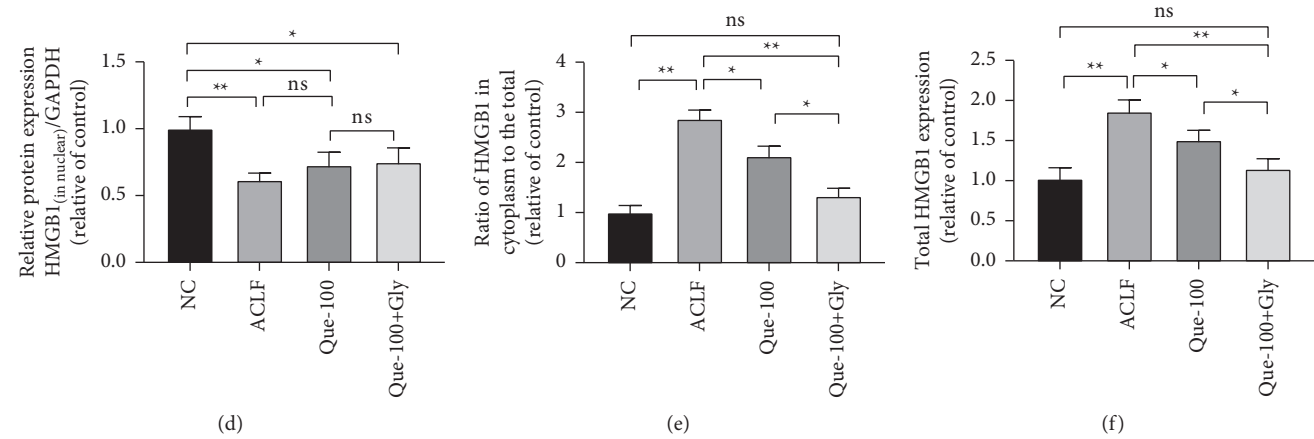 Relative protein expression
HMGB1(in nuclear)/GAPDH
(relative of control)
1.5
1.0
0.5
0.0
*
*
**
ns
ns
NC
ACLF
Que-100
Que-100+Gly
(d)
Ratio of HMGB1 in
cytoplasm to the total
(relative of control)
4
3
2
1
0
ns
**
**
*
*
NC
ACLF
Que-100
Que-100+Gly
(e)
Total HMGB1 expression
(relative of control)
2.5
2.0
1.5
1.0
0.5
0.0
ns
**
**
*
*
NC
ACLF
Que-100
Que-100+Gly
(f)